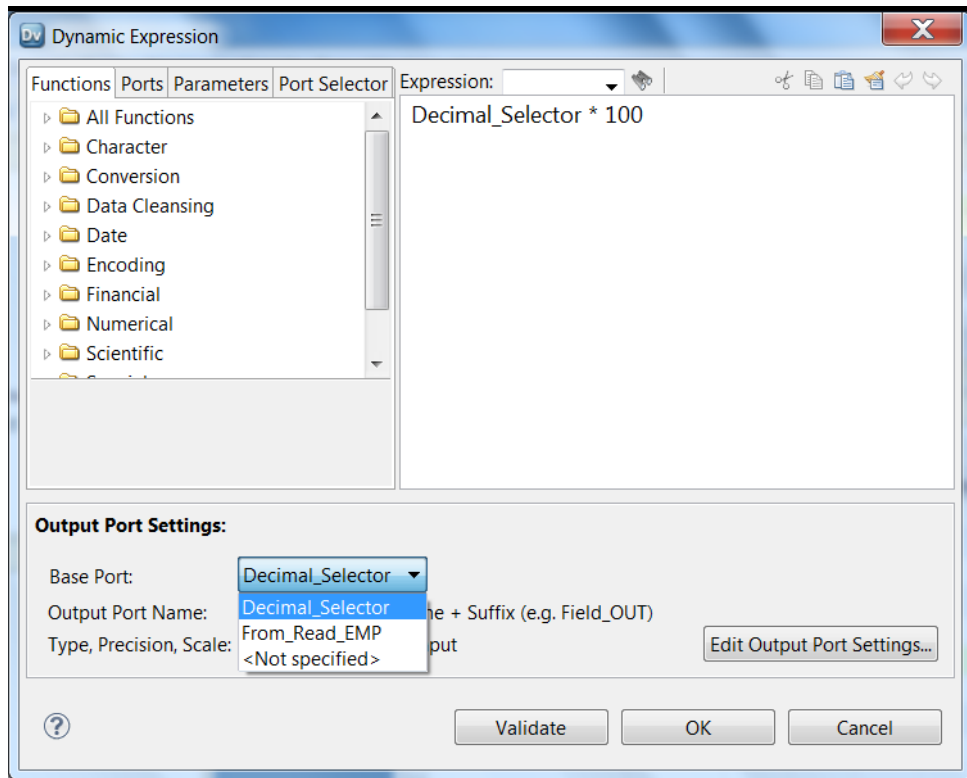 Dv Dynamic Expression
Functions Ports Parameters Port Selector
Expression:
All Functions
Character
Conversion
Data Cleansing
Date
Encoding
Financial
Numerical
Scientific
Decimal_Selector * 100
Output Port Settings:
Base Port: Decimal_Selector
Output Port Name: + Suffix (e.g. Field_OUT)
Decimal_Selector
From_Read_EMP
<Not specified>
Type, Precision, Scale:
Edit Output Port Settings...
? Validate OK Cancel